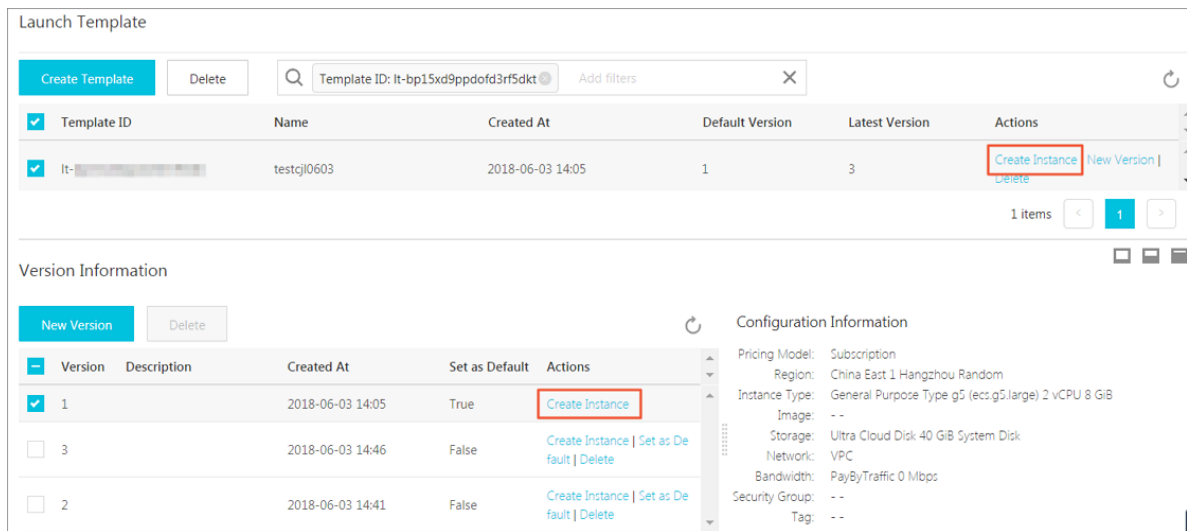 Launch Template
Create Template Delete Template ID: lt-bp15xd9ppdofd3rf5dkt Add filters
Template ID Name Created At Default Version Latest Version Actions
lt- testcjl0603 2018-06-03 14:05 1 3 Create Instance New Version |
Delete
1 items < 1 >
Version Information
New Version Delete
Version Description Created At Set as Default Actions
1 2018-06-03 14:05 True Create Instance
3 2018-06-03 14:46 False Create Instance | Set as De
fault | Delete
2 2018-06-03 14:41 False Create Instance | Set as De
fault | Delete
Configuration Information
Pricing Model: Subscription
Region: China East 1 Hangzhou Random
Instance Type: General Purpose Type g5 (ecs.g5.large) 2 vCPU 8 GiB
Image: - -
Storage: Ultra Cloud Disk 40 GiB System Disk
Network: VPC
Bandwidth: PayByTraffic 0 Mbps
Security Group: - -
Tag: - -